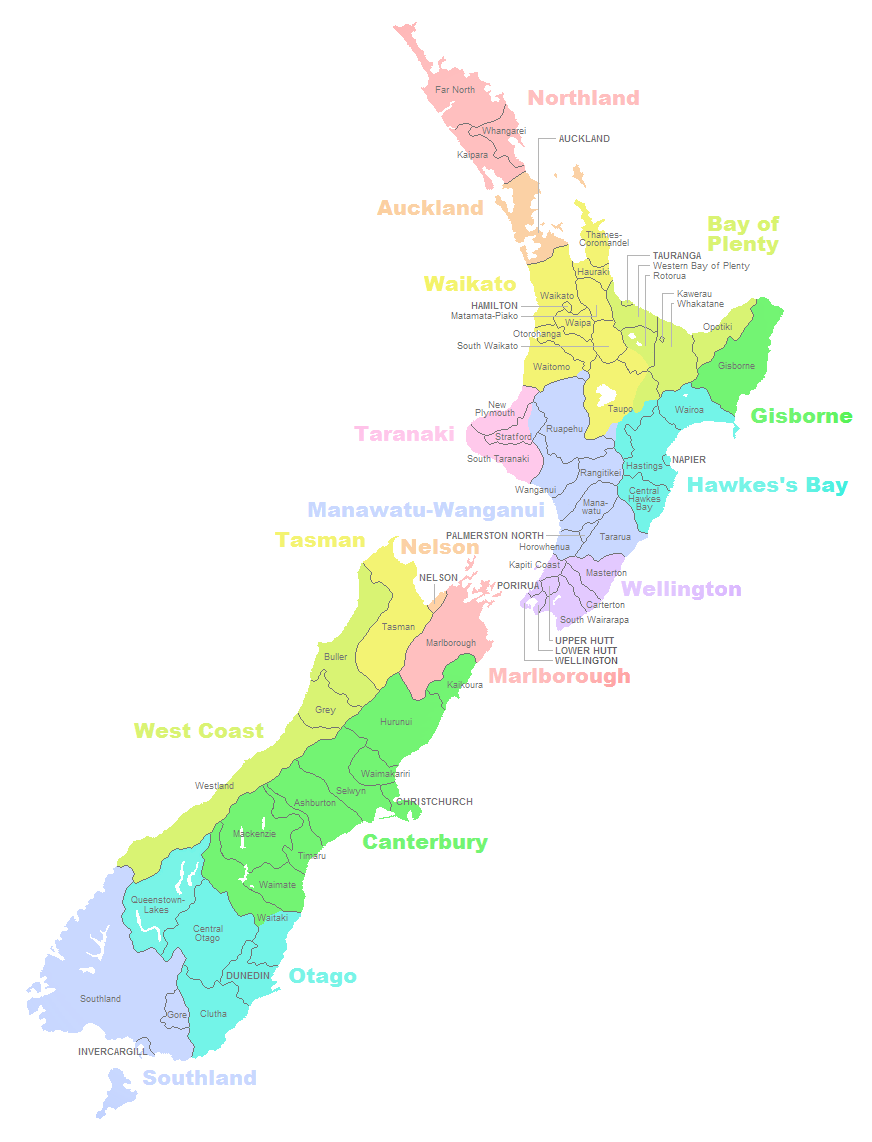 Far North
Northland
Whangarei
AUCKLAND
Kaipara
Auckland
Bay of
Plenty
Thames-
Coromandel
TAURANGA
Western Bay of Plenty
Hauraki
Rotorua
Waikato
Waikato
Kawerau
HAMILTON
Whakatane
Matamata-Piako
Waipa
Opotiki
Otorohanga
South Waikato
Waitomo
Gisborne
New
Plymouth
Taupo
Wairoa
Gisborne
Taranaki
Stratford
Ruapehu
South Taranaki
NAPIER
Hastings
Rangitikei
Hawkes's Bay
Wanganui
Central
Hawkes
Bay
Manawatu-Wanganui
Mana-
watu
PALMERSTON NORTH
Tararua
Tasman
Nelson
Horowhenua
Kapiti Coast
Masterton
NELSON
PORIRUA
Wellington
Carterton
South Wairarapa
Tasman
Marlborough
UPPER HUTT
LOWER HUTT
WELLINGTON
Buller
Marlborough
Kaikoura
Grey
Hurunui
West Coast
Waimakariri
Westland
Selwyn
Ashburton
CHRISTCHURCH
Mackenzie
Canterbury
Timaru
Waimate
Queenstown-
Lakes
Waitaki
Central
Otago
DUNEDIN
Otago
Southland
Gore
Clutha
INVERCARGILL
Southland